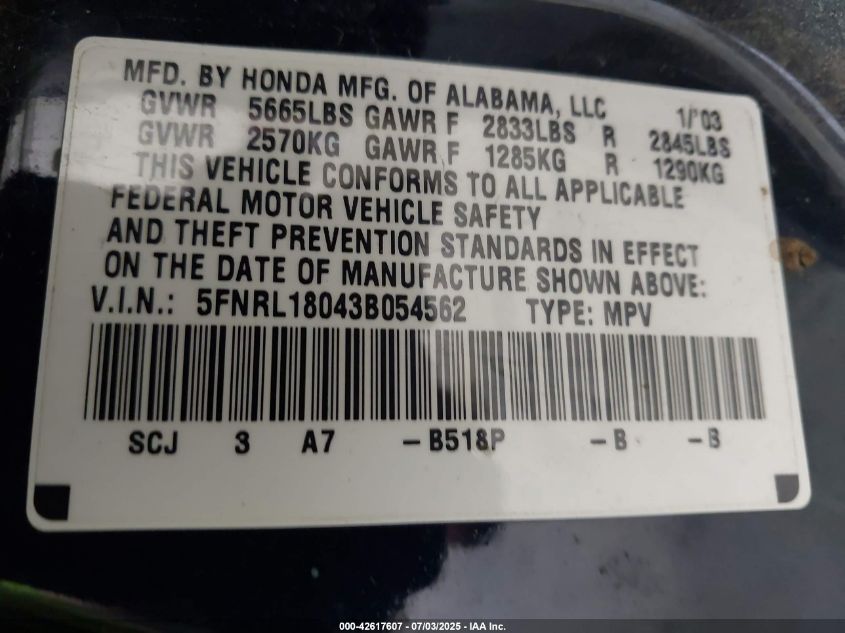 MFD. BY HONDA MFG. OF ALABAMA, LLC 1/'03
GVWR 5665LBS GAWR F 2833LBS R 2845LBS
GVWR 2570KG GAWR F 1285KG R 1290KG
THIS VEHICLE CONFORMS TO ALL APPLICABLE
FEDERAL MOTOR VEHICLE SAFETY
AND THEFT PREVENTION STANDARDS IN EFFECT
ON THE DATE OF MANUFACTURE SHOWN ABOVE:
V.I.N.: 5FNRL18043B054562 TYPE: MPV
SCJ 3 A7 -B518P -B -B
000-42617607 - 07/03/2025 - IAA Inc.